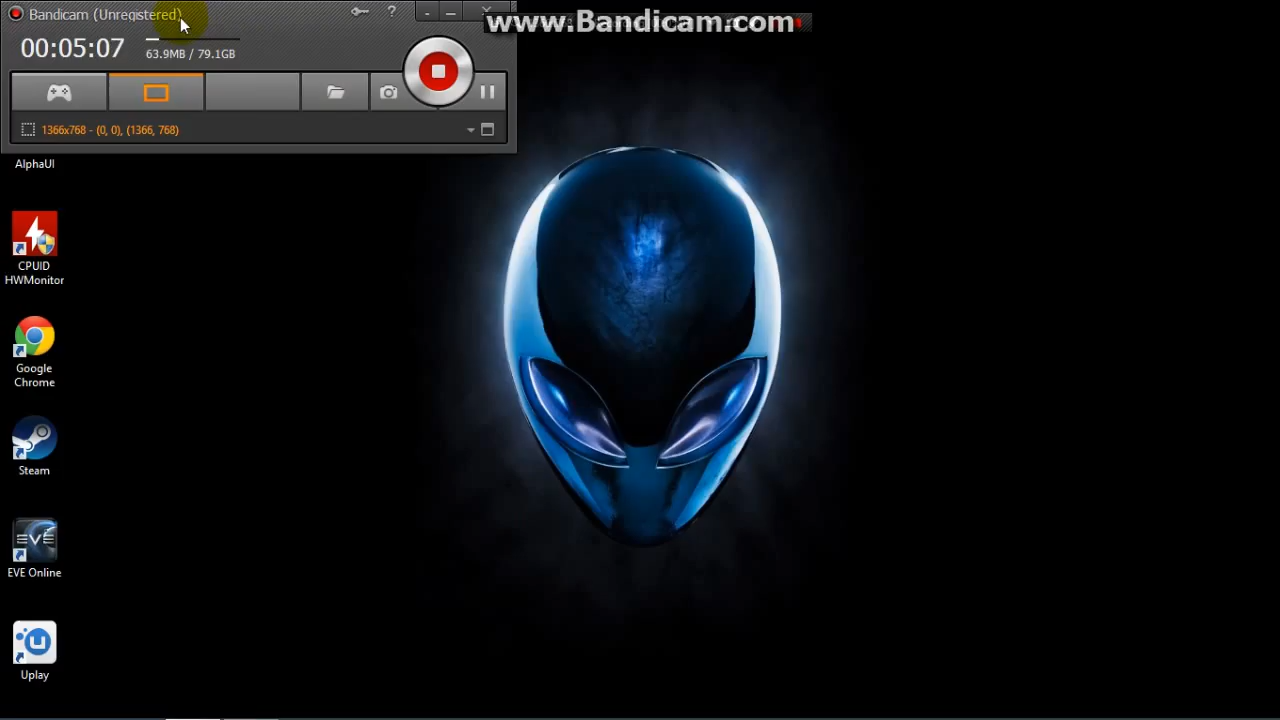 Bandicam (Unregistered)
?
www.Bandicam.com
00:05:07
63.9MB / 79.1GB
1366x768 - (0, 0), (1366, 768)
AlphaUI
CPUID
HWMonitor
Google
Chrome
Steam
EVE
EVE Online
Uplay